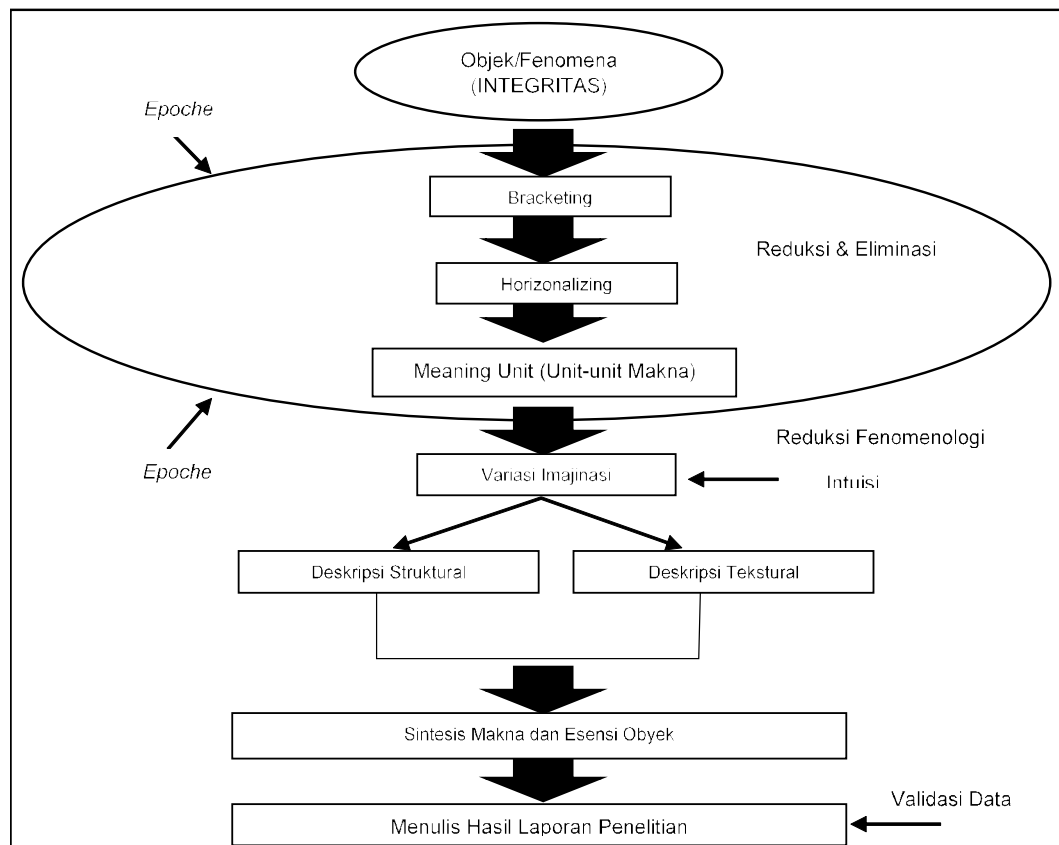 Objek/Fenomena
(INTEGRITAS)
Epoche
Bracketing
Reduksi & Eliminasi
Horizonalizing
Meaning Unit (Unit-unit Makna)
Reduksi Fenomenologi
Epoche
Variasi Imajinasi
Intuisi
Deskripsi Struktural
Deskripsi Tekstural
Sintesis Makna dan Esensi Obyek
Validasi Data
Menulis Hasil Laporan Penelitian